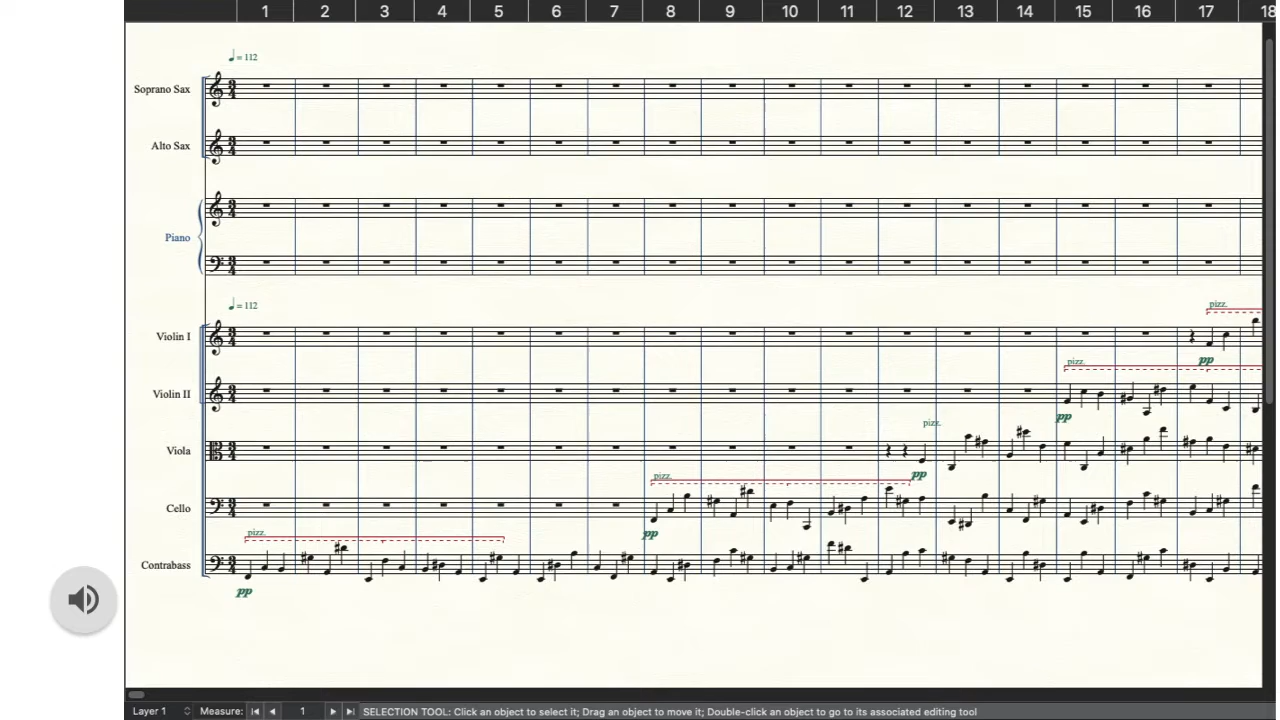 1 2 3 4 5 6 7 8 9 10 11 12 13 14 15 16 17 18
♩ = 112
Soprano Sax
Alto Sax
Piano
♩ = 112
pizz.
Violin I
pp
pizz.
Violin II
pp
pizz.
Viola
pp
pizz.
Cello
pp
pizz.
Contrabass
pp
Layer 1 Measure: 1 SELECTION TOOL: Click an object to select it; Drag an object to move it; Double-click an object to go to its associated editing tool